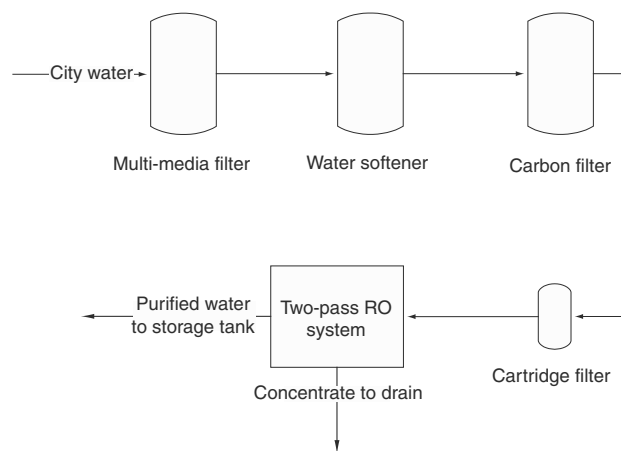 City water
Multi-media filter
Water softener
Carbon filter
Purified water
to storage tank
Two-pass RO
system
Cartridge filter
Concentrate to drain